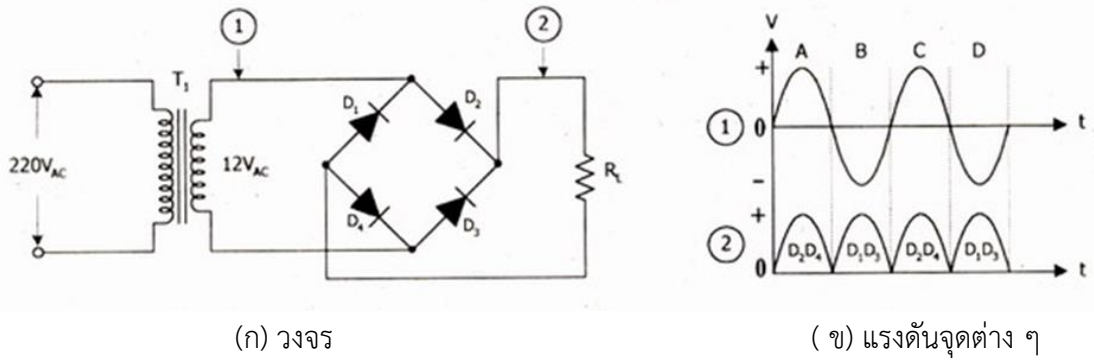 1
2
T1
220VAC
12VAC
D1
D2
D4
D3
RL
V
A B C D
+
1
0
t
−
+
2
D2D4 D1D3 D2D4 D1D3
0
t
(ก) วงจร
( ข) แรงดันจุดต่าง ๆ